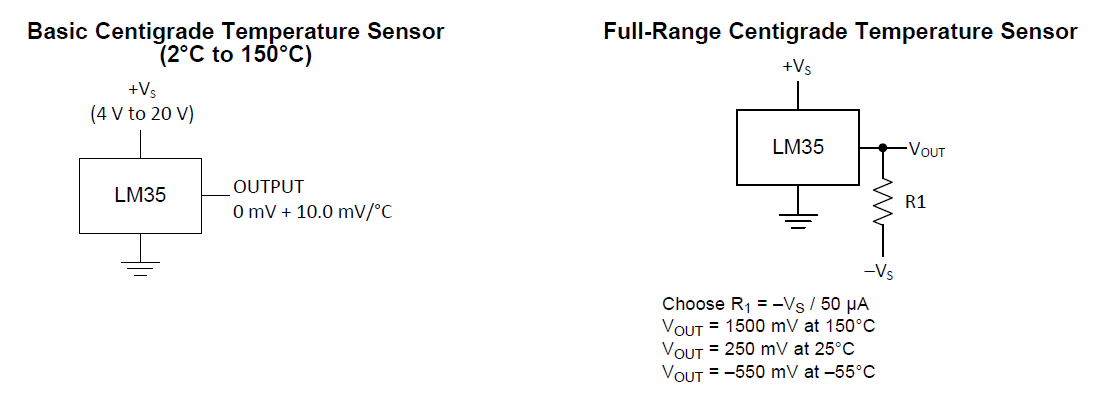 Basic Centigrade Temperature Sensor
(2°C to 150°C)
+VS
(4 V to 20 V)
LM35
OUTPUT
0 mV + 10.0 mV/°C
Full-Range Centigrade Temperature Sensor
+VS
LM35
VOUT
R1
–VS
Choose R1 = –VS / 50 µA
VOUT = 1500 mV at 150°C
VOUT = 250 mV at 25°C
VOUT = –550 mV at –55°C